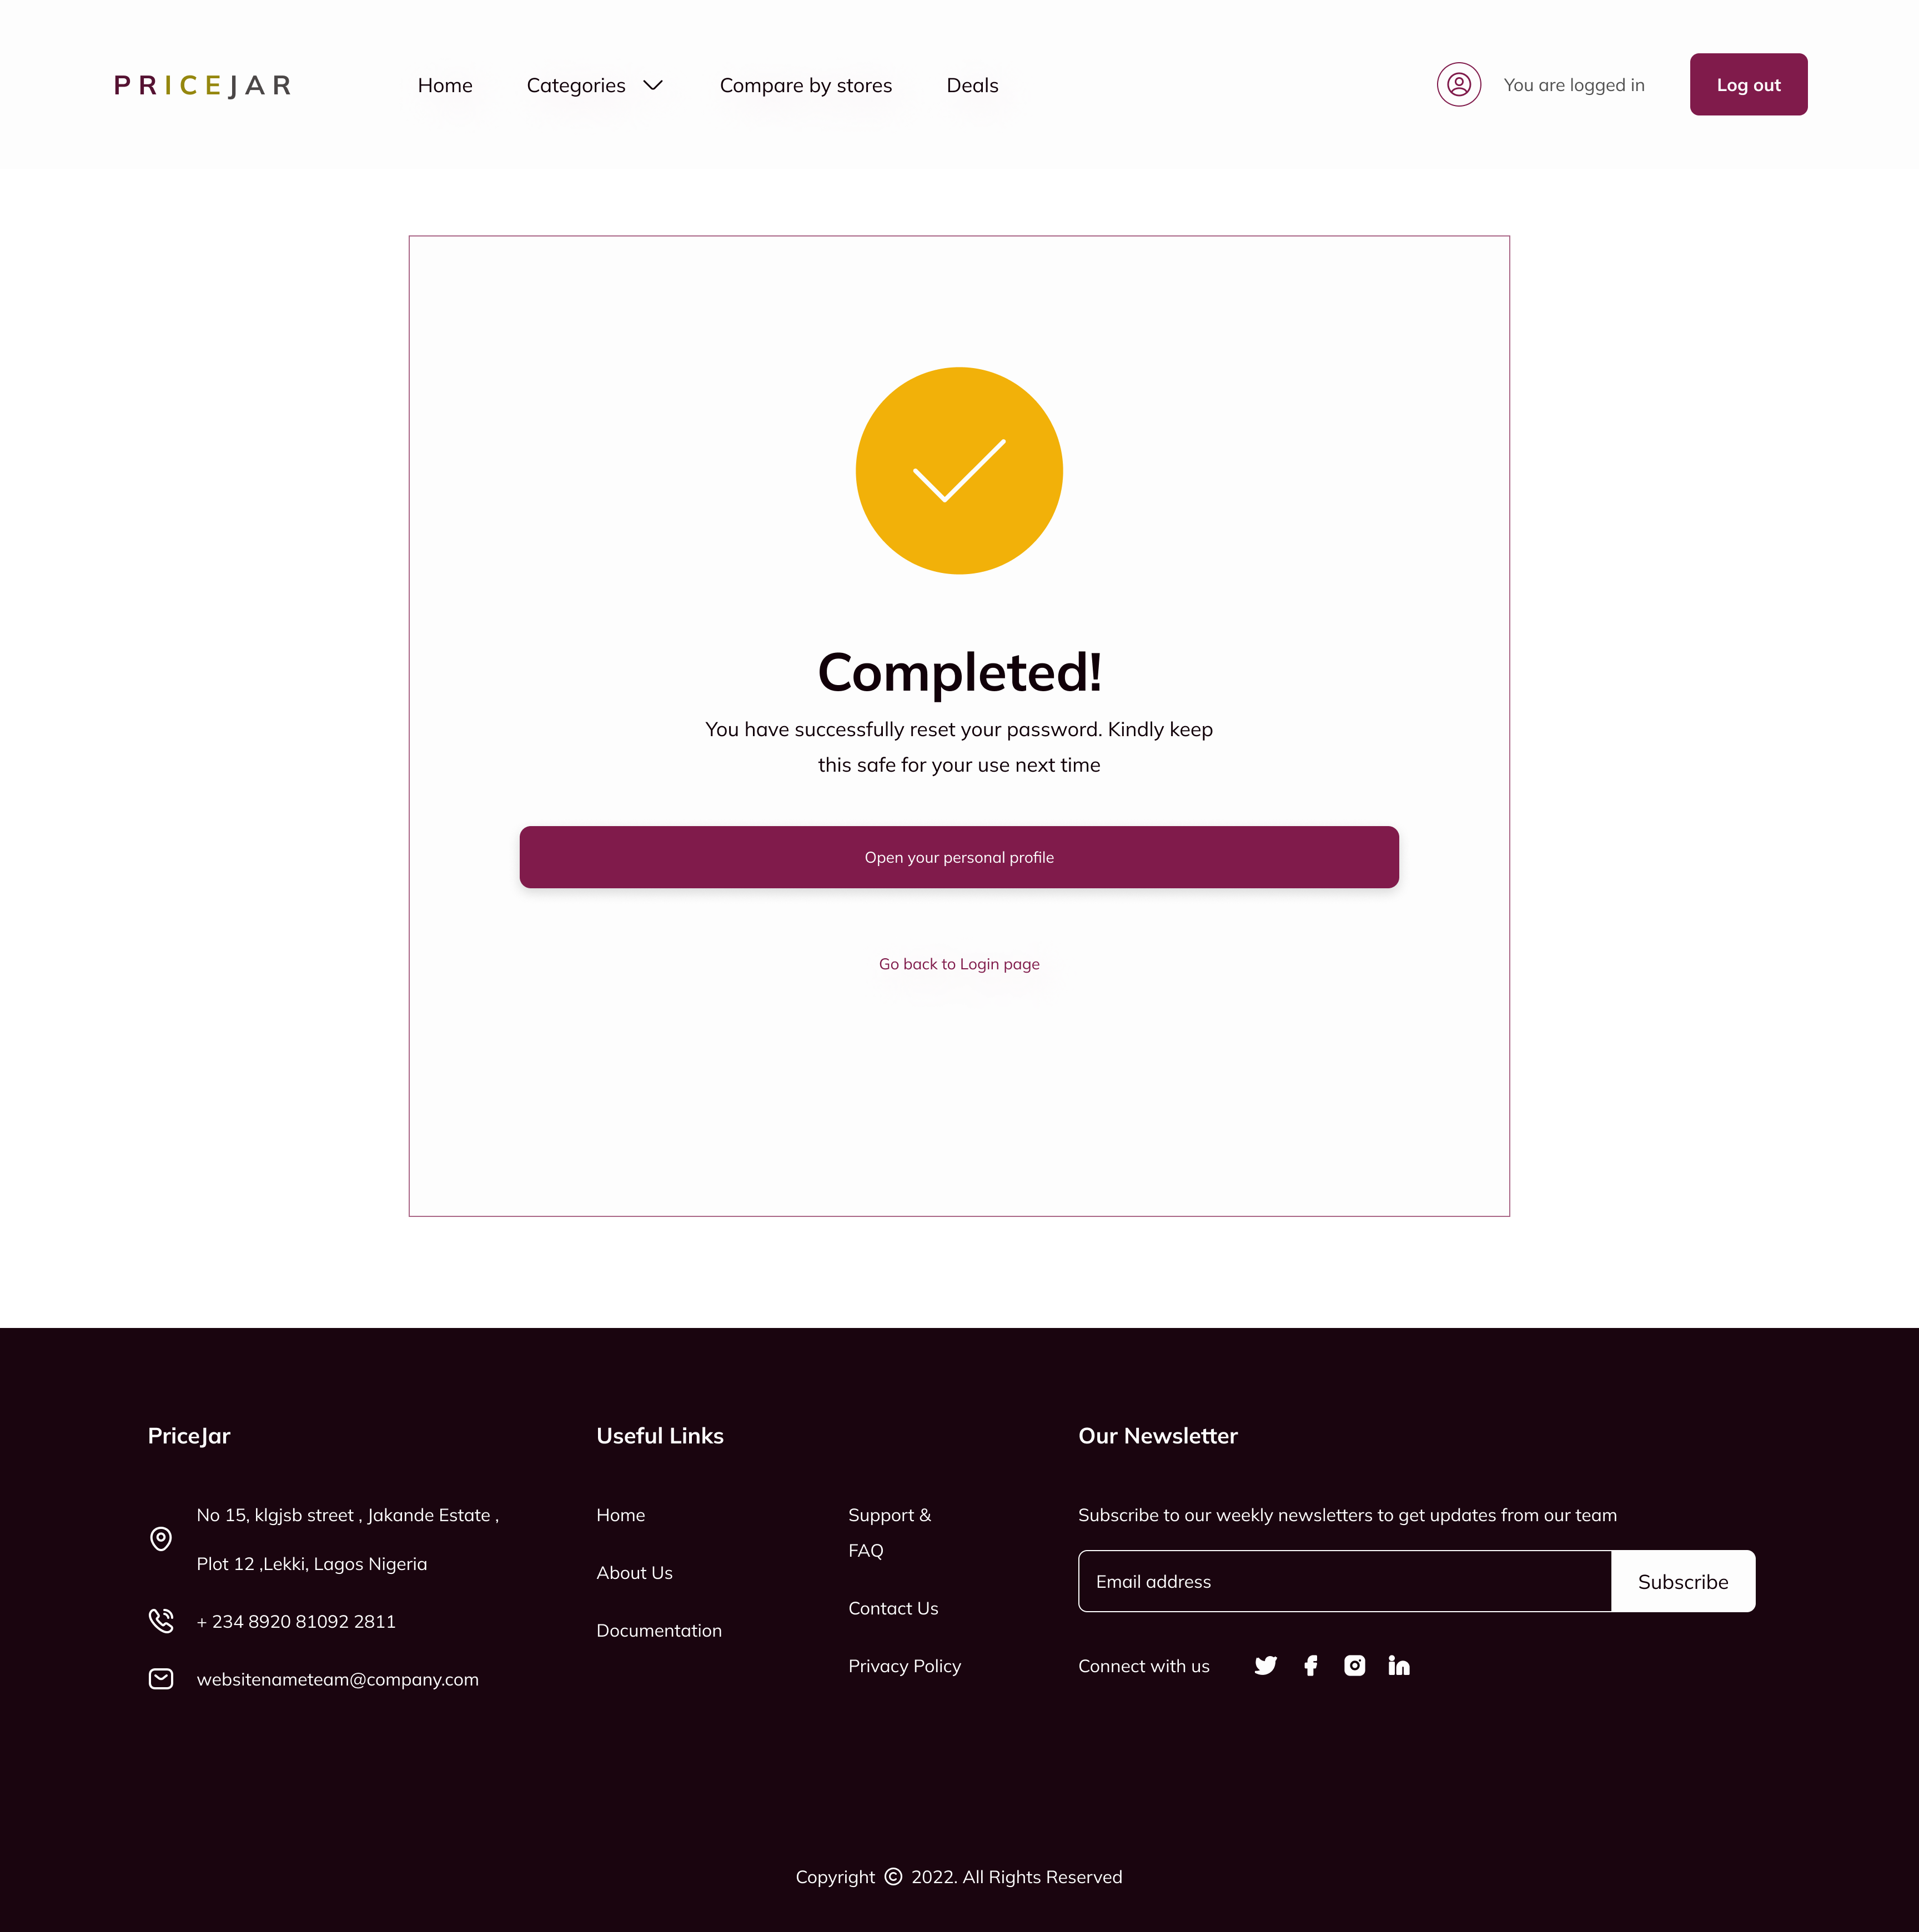 PRICEJAR
Home
Categories
Compare by stores
Deals
You are logged in
Log out
Completed!
You have successfully reset your password. Kindly keep
this safe for your use next time
Open your personal profile
Go back to Login page
PriceJar
No 15, klgjsb street , Jakande Estate ,
Plot 12 ,Lekki, Lagos Nigeria
+ 234 8920 81092 2811
websitenameteam@company.com
Useful Links
Home
About Us
Documentation
Support &
FAQ
Contact Us
Privacy Policy
Our Newsletter
Subscribe to our weekly newsletters to get updates from our team
Email address
Subscribe
Connect with us
Copyright © 2022. All Rights Reserved